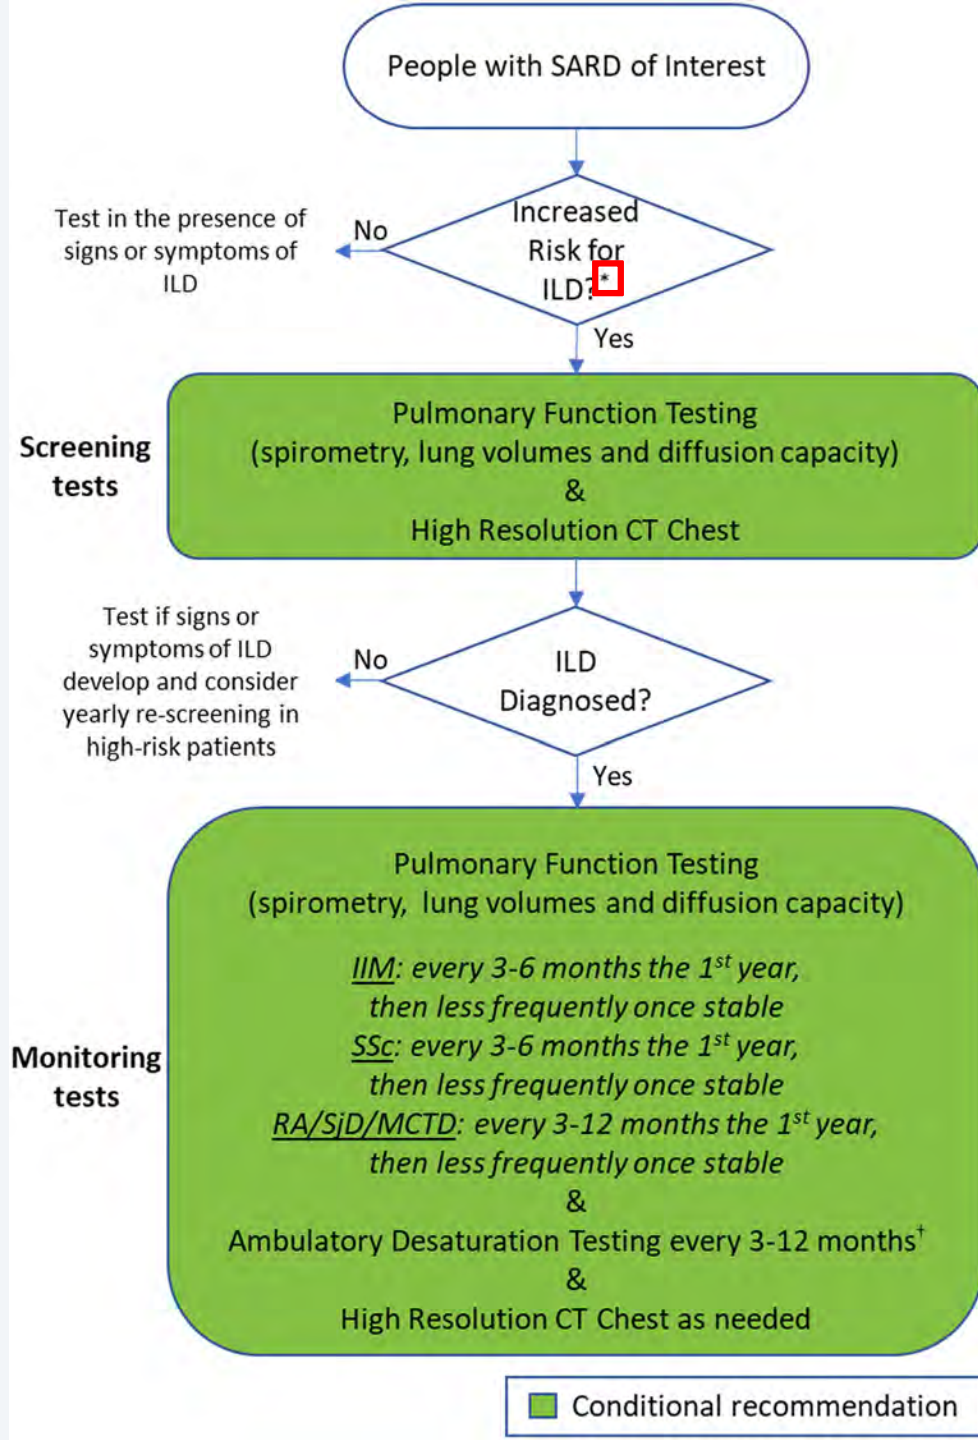 People with SARD of Interest
Increased
Risk for
ILD?*
No
Test in the presence of
signs or symptoms of
ILD
Yes
Screening
tests
Pulmonary Function Testing
(spirometry, lung volumes and diffusion capacity)
&
High Resolution CT Chest
ILD
Diagnosed?
No
Test if signs or
symptoms of ILD
develop and consider
yearly re-screening in
high-risk patients
Yes
Monitoring
tests
Pulmonary Function Testing
(spirometry, lung volumes and diffusion capacity)
IIM: every 3-6 months the 1st year,
then less frequently once stable
SSc: every 3-6 months the 1st year,
then less frequently once stable
RA/SjD/MCTD: every 3-12 months the 1st year,
then less frequently once stable
&
Ambulatory Desaturation Testing every 3-12 months†
&
High Resolution CT Chest as needed
Conditional recommendation